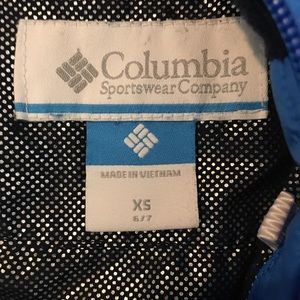 Columbia
Sportswear Company
MADE IN VIETNAM
XS
6/7